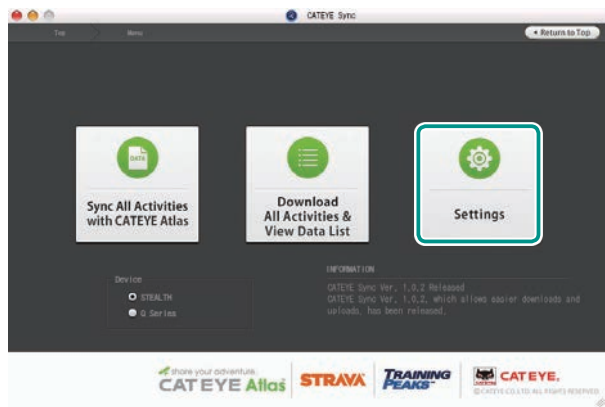 CATEYE Sync
Top
Menu
Return to Top
DATA
Sync All Activities
with CATEYE Atlas
Download
All Activities &
View Data List
Settings
Device
STEALTH
Q Series
INFORMATION
CATEYE Sync Ver. 1.0.2 Released
CATEYE Sync Ver. 1.0.2, which allows easier downloads and
uploads, has been released.
share your adventure.
CATEYE Atlas
STRAVA
TRAINING
PEAKS
CATEYE.
© CATEYE CO.,LTD ALL RIGHTS RESERVED